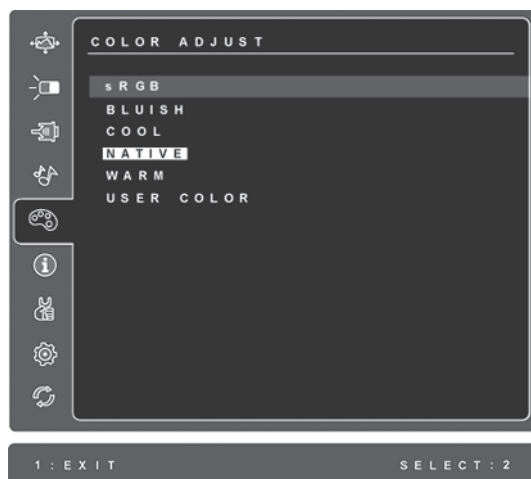 COLOR ADJUST
sRGB
BLUISH
COOL
NATIVE
WARM
USER COLOR
1:EXIT SELECT:2